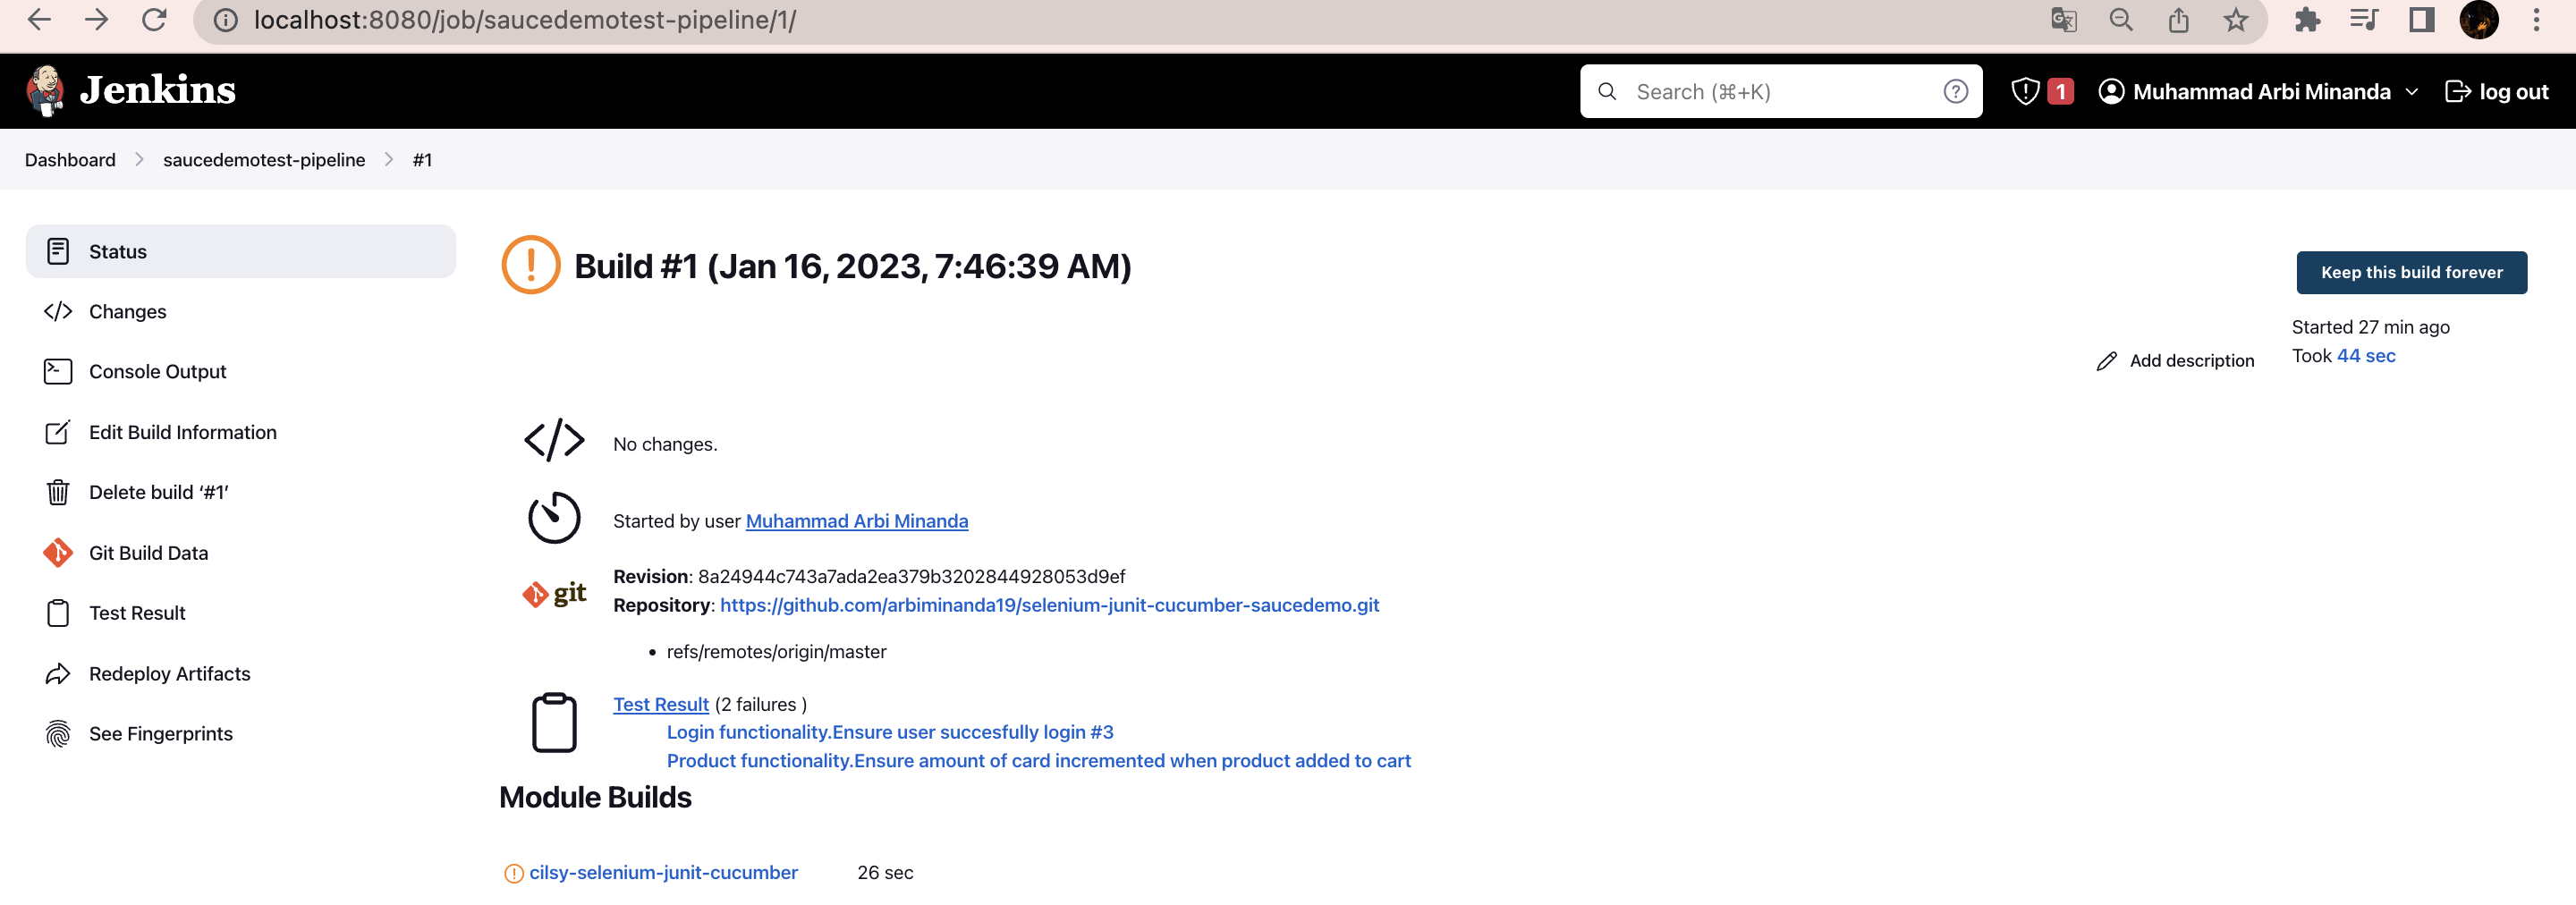 localhost:8080/job/saucedemotest-pipeline/1/
Jenkins
Search (⌘+K)
1
Muhammad Arbi Minanda
log out
Dashboard
saucedemotest-pipeline
#1
Status
Changes
Console Output
Edit Build Information
Delete build ‘#1’
Git Build Data
Test Result
Redeploy Artifacts
See Fingerprints
Build #1 (Jan 16, 2023, 7:46:39 AM)
Keep this build forever
Started 27 min ago
Took 44 sec
Add description
No changes.
Started by user Muhammad Arbi Minanda
git
Revision: 8a24944c743a7ada2ea379b3202844928053d9ef
Repository: https://github.com/arbiminanda19/selenium-junit-cucumber-saucedemo.git
• refs/remotes/origin/master
Test Result (2 failures )
Login functionality.Ensure user succesfully login #3
Product functionality.Ensure amount of card incremented when product added to cart
Module Builds
cilsy-selenium-junit-cucumber 26 sec